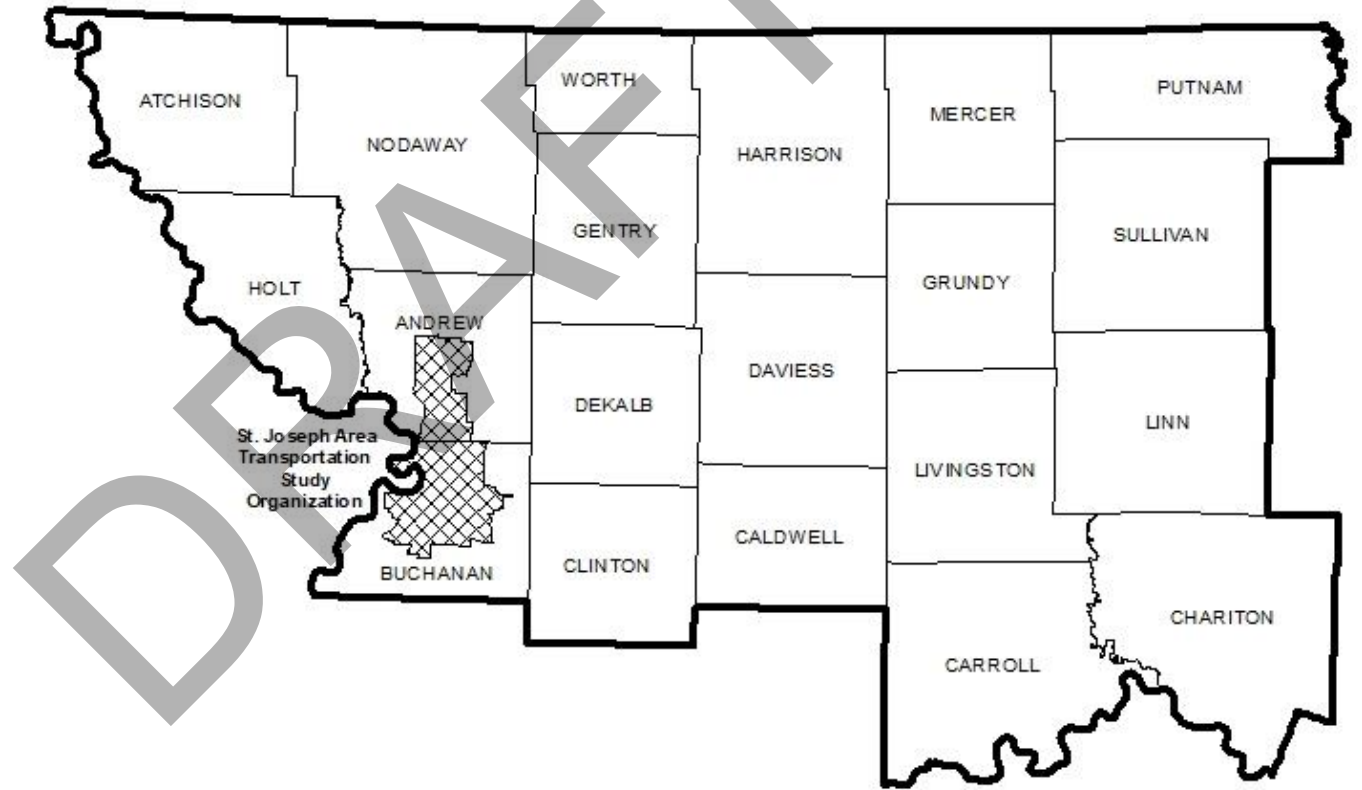 DRAFT
ATCHISON
NODAWAY
WORTH
HARRISON
MERCER
PUTNAM
GENTRY
SULLIVAN
HOLT
GRUNDY
ANDREW
DAVIESS
DEKALB
LINN
St. Joseph Area
Transportation
Study
Organization
LIVINGSTON
CALDWELL
CLINTON
BUCHANAN
CHARITON
CARROLL